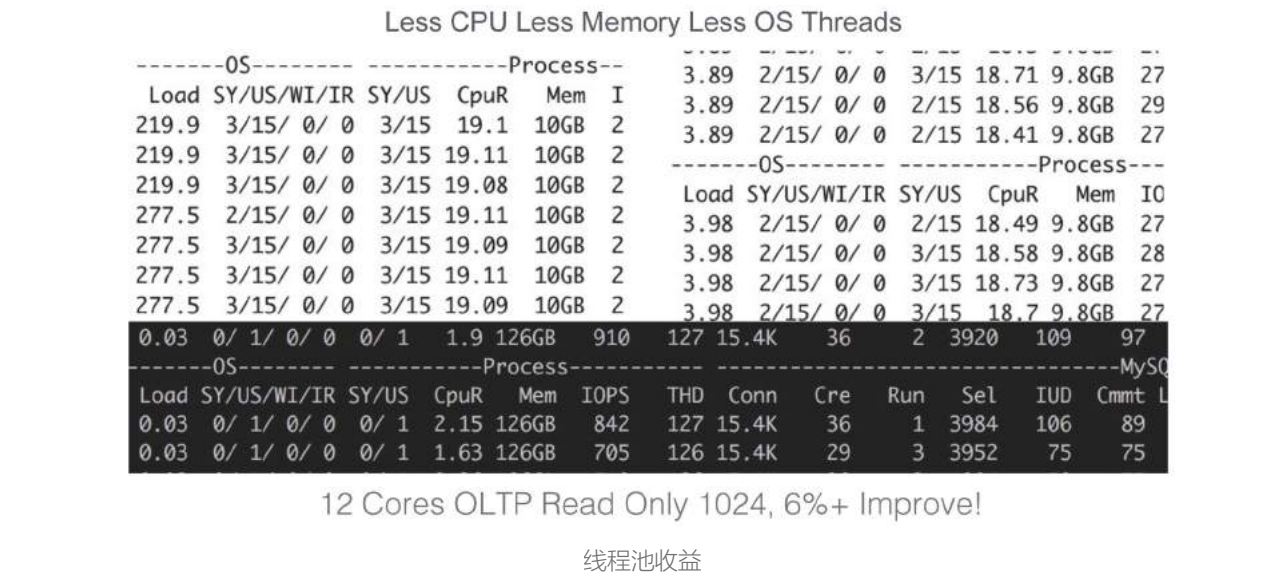 Less CPU Less Memory Less OS Threads
-------OS-------- -----------Process--
Load SY/US/WI/IR SY/US CpuR Mem I
219.9 3/15/ 0/ 0 3/15 19.1 10GB 2
219.9 3/15/ 0/ 0 3/15 19.11 10GB 2
219.9 3/15/ 0/ 0 3/15 19.08 10GB 2
277.5 2/15/ 0/ 0 3/15 19.11 10GB 2
277.5 3/15/ 0/ 0 3/15 19.09 10GB 2
277.5 3/15/ 0/ 0 3/15 19.11 10GB 2
277.5 3/15/ 0/ 0 3/15 19.09 10GB 2
3.89 2/15/ 0/ 0 3/15 18.71 9.8GB 27
3.89 2/15/ 0/ 0 2/15 18.56 9.8GB 29
3.89 2/15/ 0/ 0 2/15 18.41 9.8GB 27
-------OS-------- -----------Process---
Load SY/US/WI/IR SY/US CpuR Mem IO
3.98 2/15/ 0/ 0 2/15 18.49 9.8GB 27
3.98 2/15/ 0/ 0 3/15 18.58 9.8GB 28
3.98 2/15/ 0/ 0 3/15 18.73 9.8GB 27
3.98 2/15/ 0/ 0 3/15 18.7 9.8GB 27
0.03 0/ 1/ 0/ 0 0/ 1 1.9 126GB 910 127 15.4K 36 2 3920 109 97
-------OS-------- -----------Process----------- ---------------------------------MySQ
Load SY/US/WI/IR SY/US CpuR Mem IOPS THD Conn Cre Run Sel IUD Cmmt L
0.03 0/ 1/ 0/ 0 0/ 1 2.15 126GB 842 127 15.4K 36 1 3984 106 89
0.03 0/ 1/ 0/ 0 0/ 1 1.63 126GB 705 126 15.4K 29 3 3952 75 75
12 Cores OLTP Read Only 1024, 6%+ Improve!
线程池收益